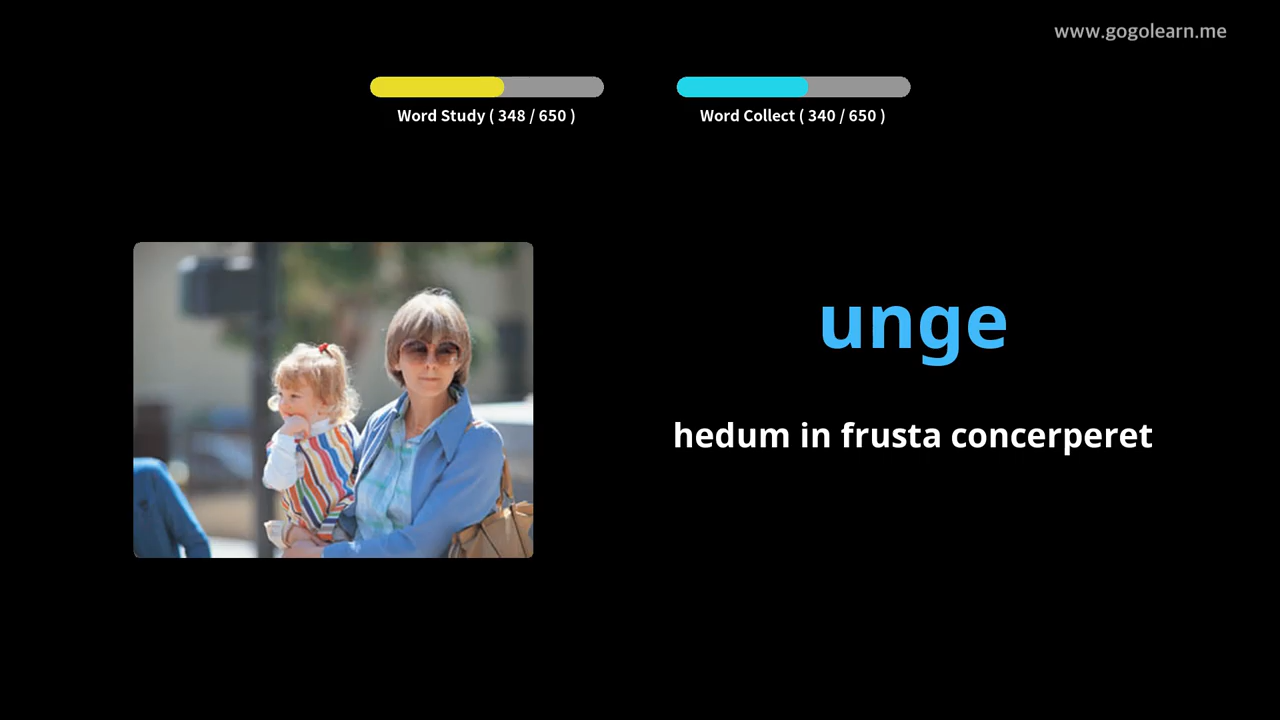 www.gogolearn.me
Word Study ( 348 / 650 )
Word Collect ( 340 / 650 )
unge
hedum in frusta concerperet